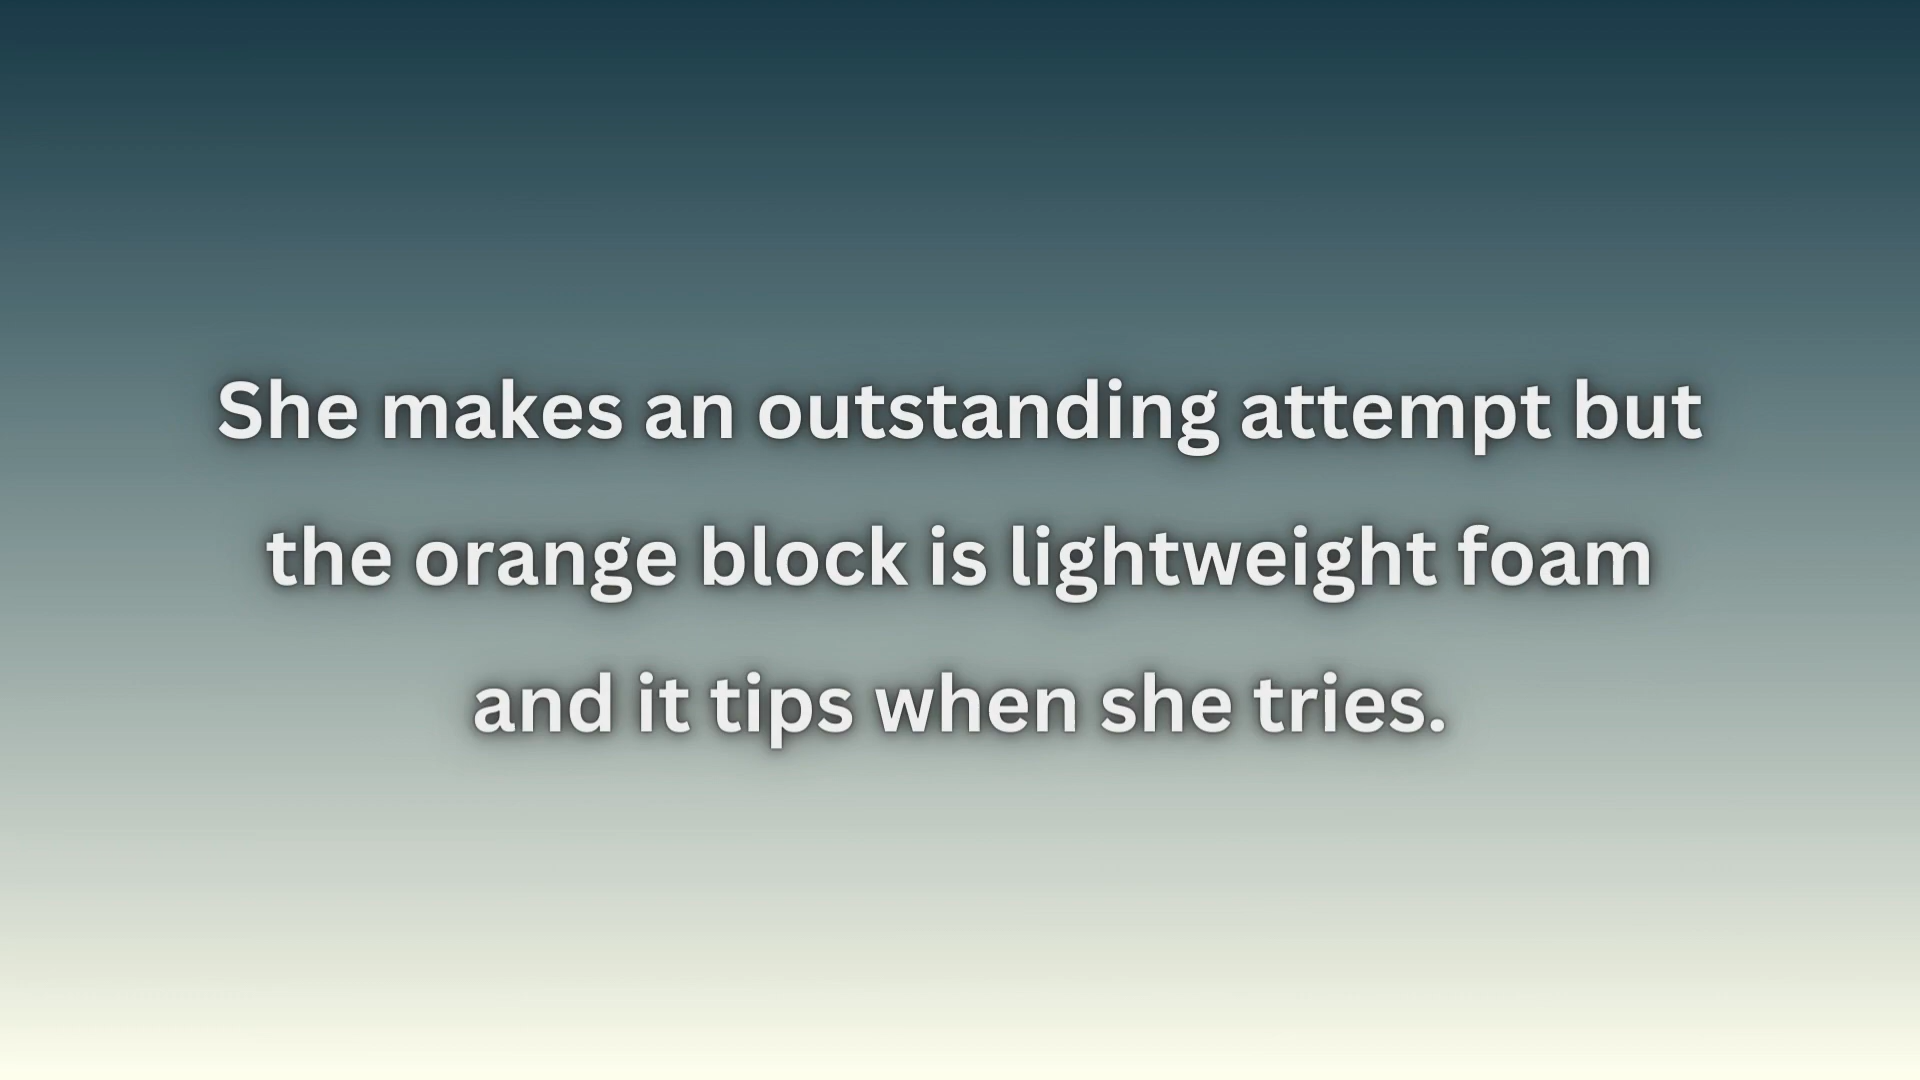 She makes an outstanding attempt but
the orange block is lightweight foam
and it tips when she tries.